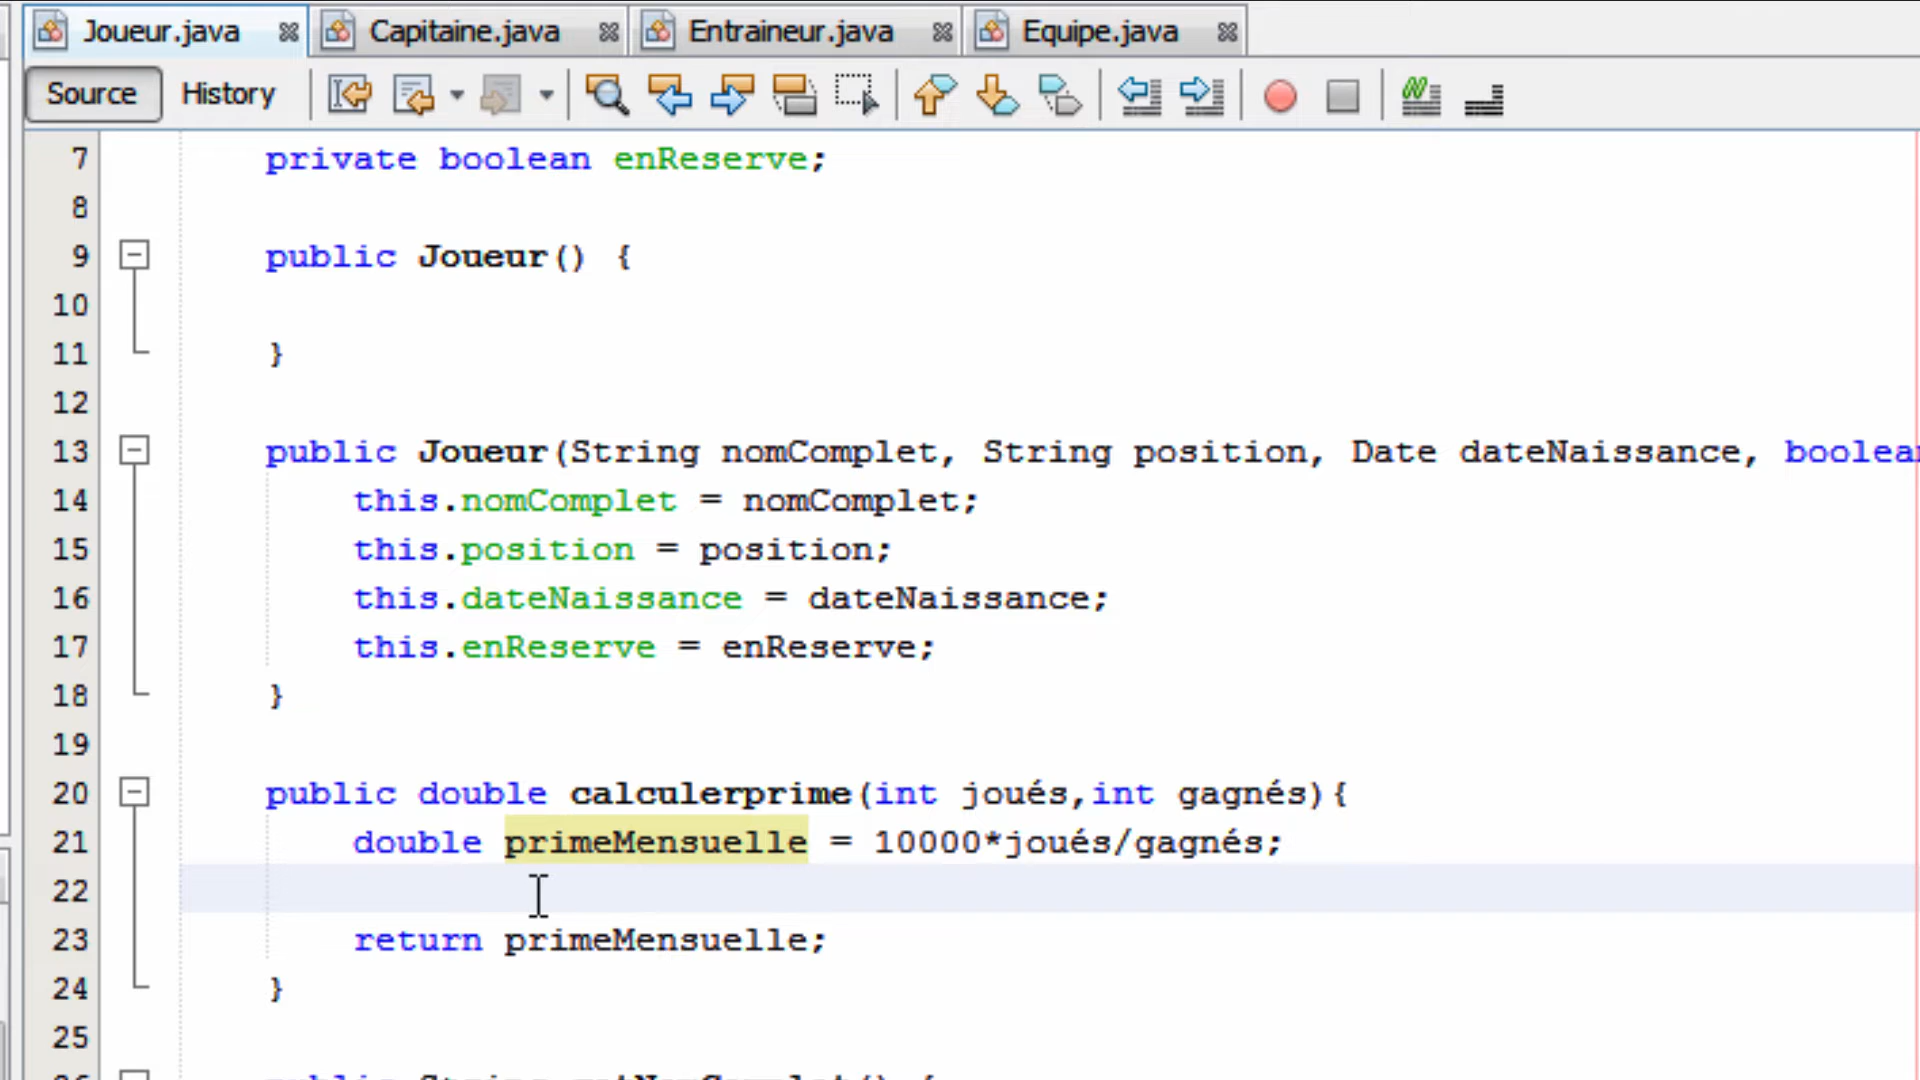 Joueur.java Capitaine.java Entraineur.java Equipe.java
Source History
7 private boolean enReserve;
8
9 public Joueur() {
10
11 }
12
13 public Joueur(String nomComplet, String position, Date dateNaissance, boolea
14 this.nomComplet = nomComplet;
15 this.position = position;
16 this.dateNaissance = dateNaissance;
17 this.enReserve = enReserve;
18 }
19
20 public double calculerprime(int joués,int gagnés){
21 double primeMensuelle = 10000*joués/gagnés;
22
23 return primeMensuelle;
24 }
25